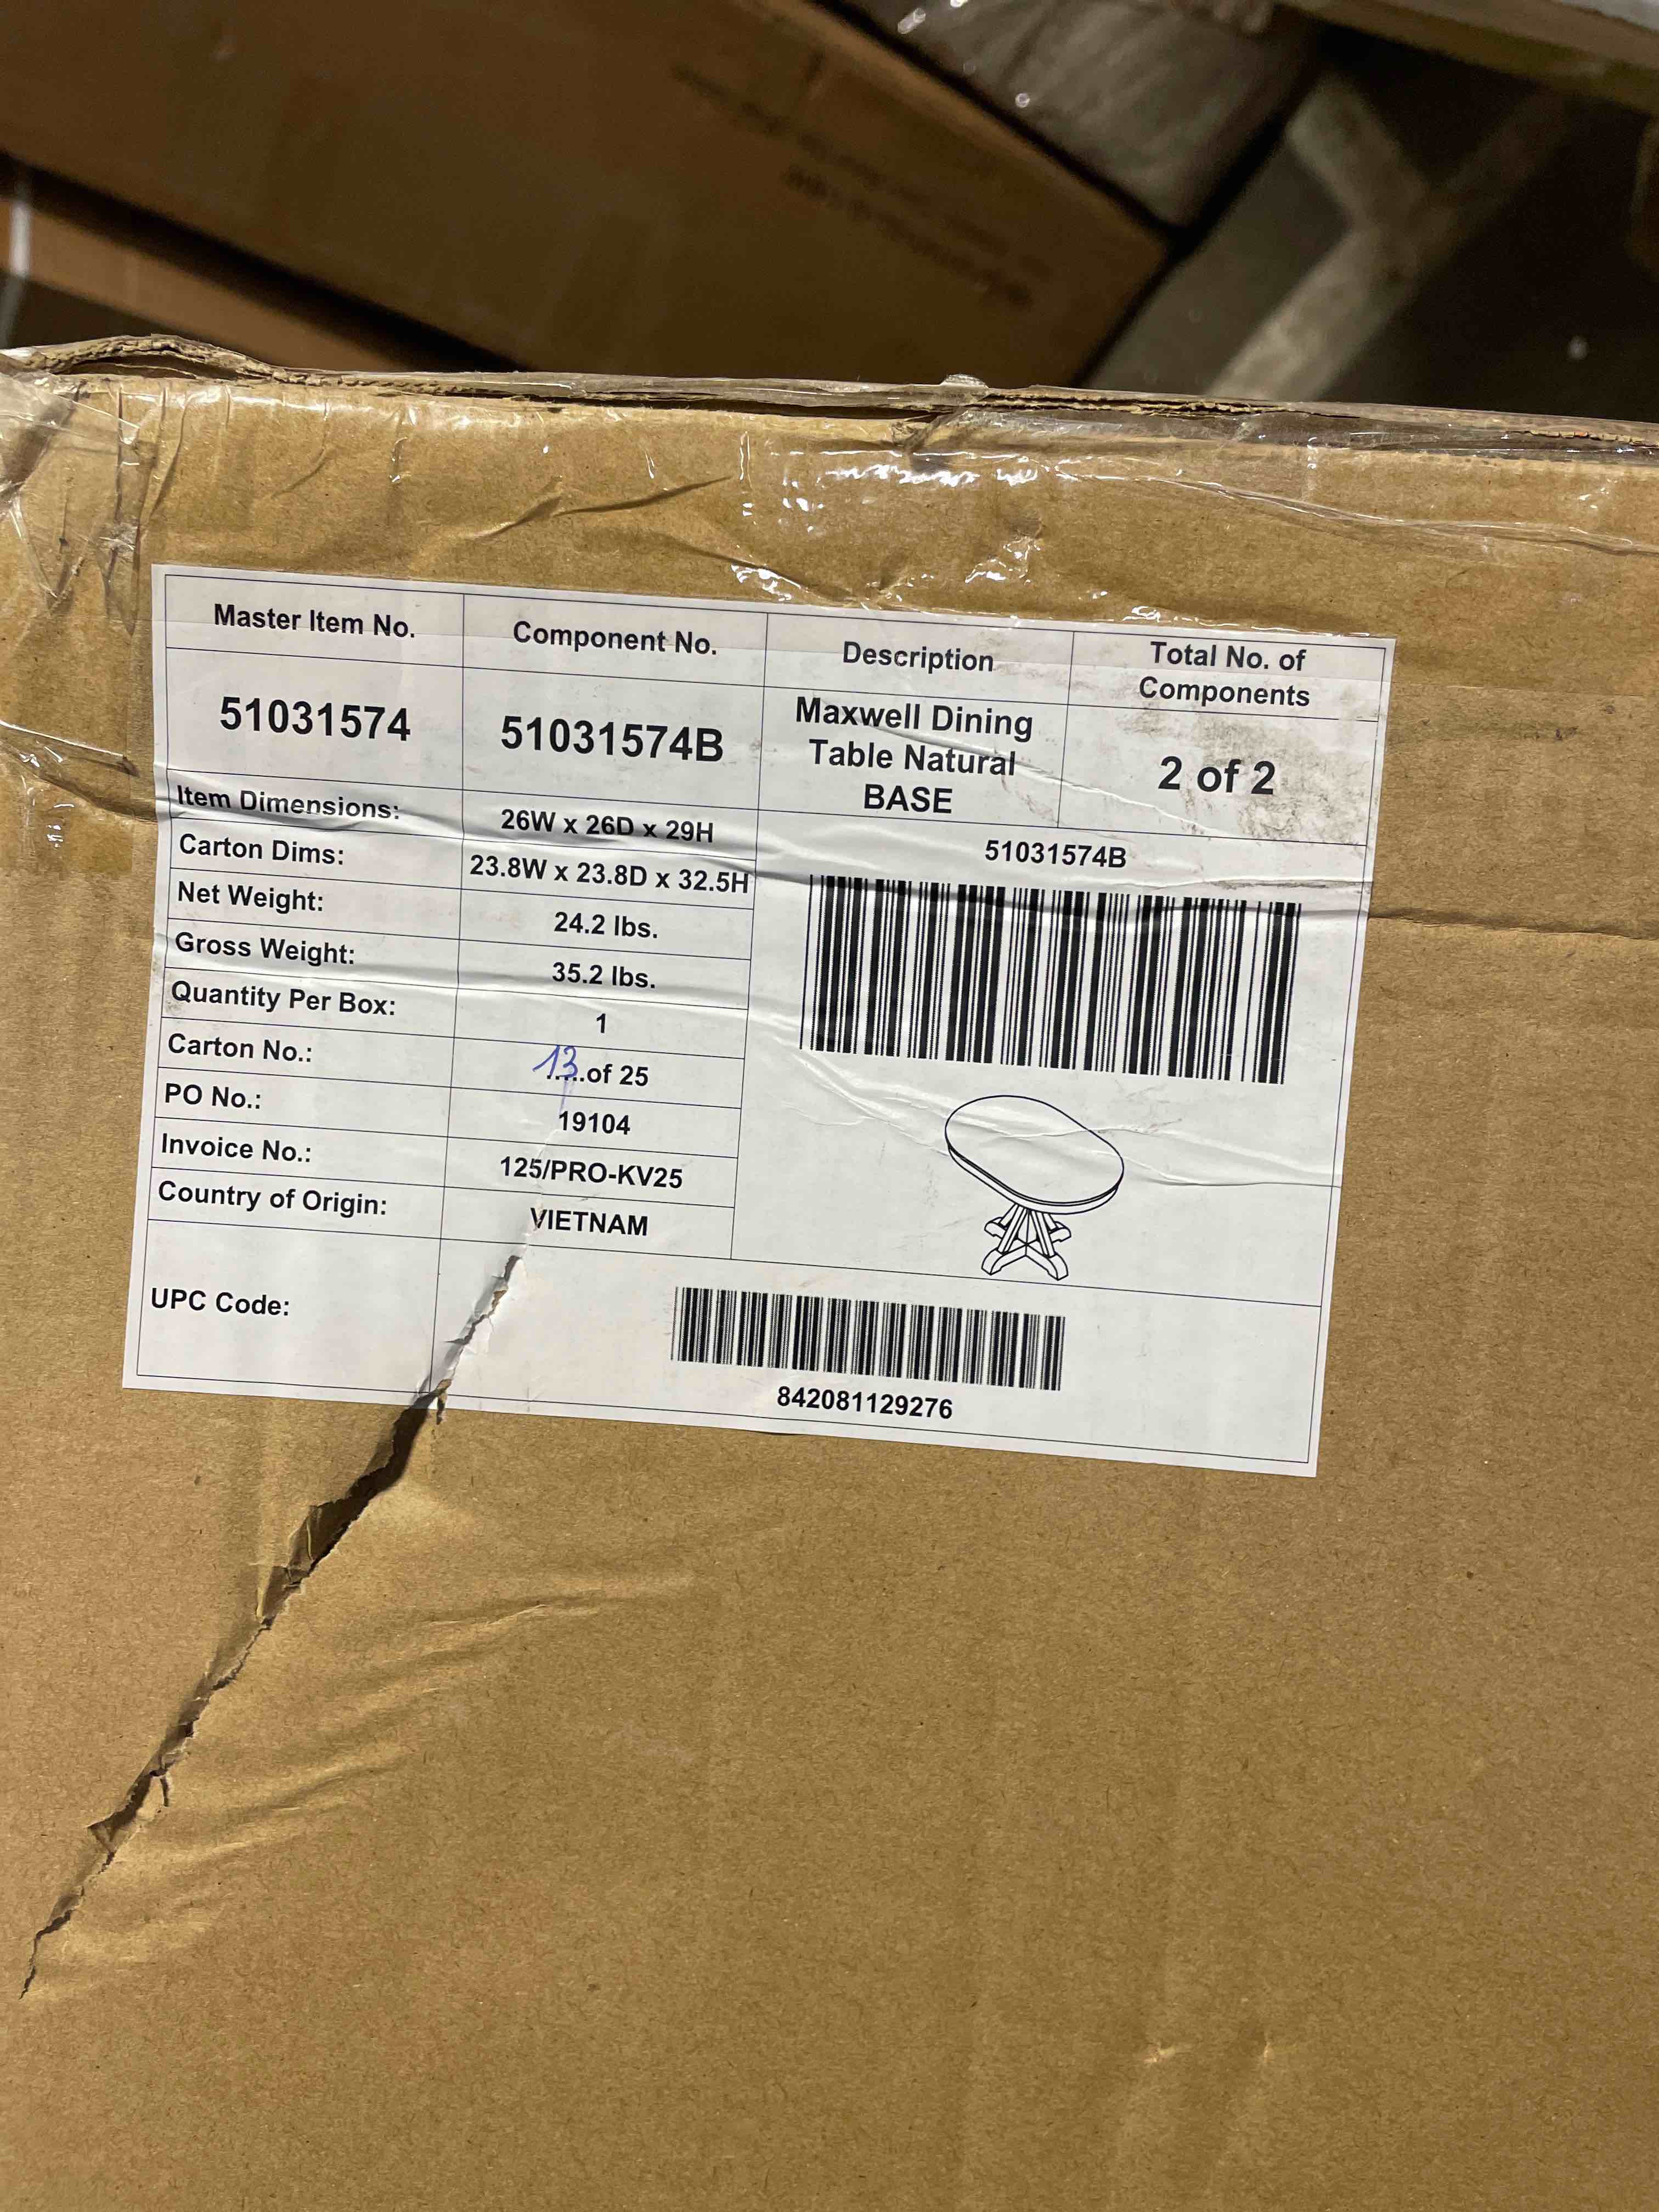 Master Item No.
Component No.
Description
Total No. of
Components
51031574
51031574B
Maxwell Dining
Table Natural
BASE
2 of 2
Item Dimensions:
26W x 26D x 29H
Carton Dims:
23.8W x 23.8D x 32.5H
Net Weight:
24.2 lbs.
Gross Weight:
35.2 lbs.
Quantity Per Box:
1
Carton No.:
13.....of 25
PO No.:
19104
Invoice No.:
125/PRO-KV25
Country of Origin:
VIETNAM
51031574B
UPC Code:
842081129276